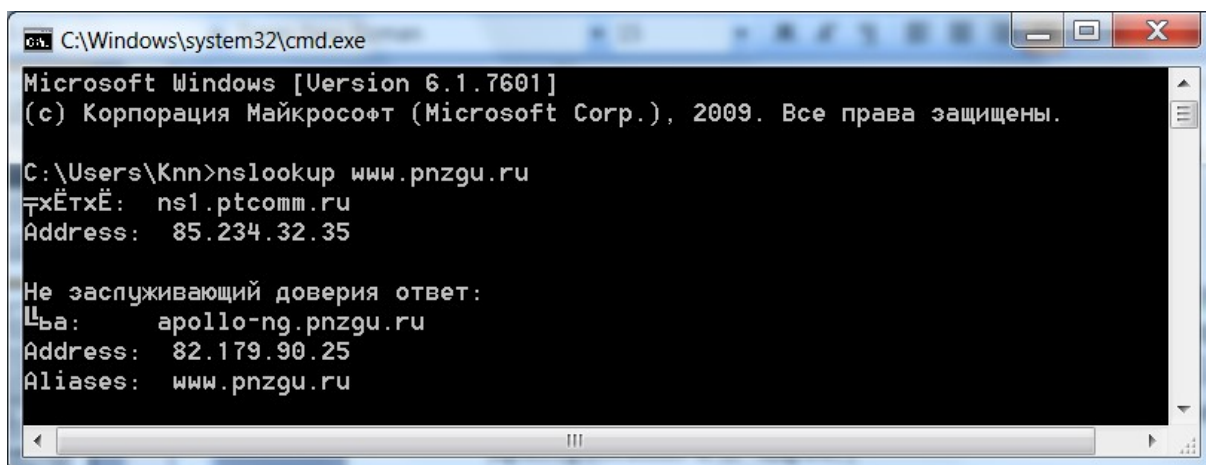 C:\Windows\system32\cmd.exe
Microsoft Windows [Version 6.1.7601]
(c) Корпорация Майкрософт (Microsoft Corp.), 2009. Все права защищены.
C:\Users\Knn>nslookup www.pnzgu.ru
╤хЁтхЁ:  ns1.ptcomm.ru
Address:  85.234.32.35
Не заслуживающий доверия ответ:
╙ьа:     apollo-ng.pnzgu.ru
Address:  82.179.90.25
Aliases:  www.pnzgu.ru